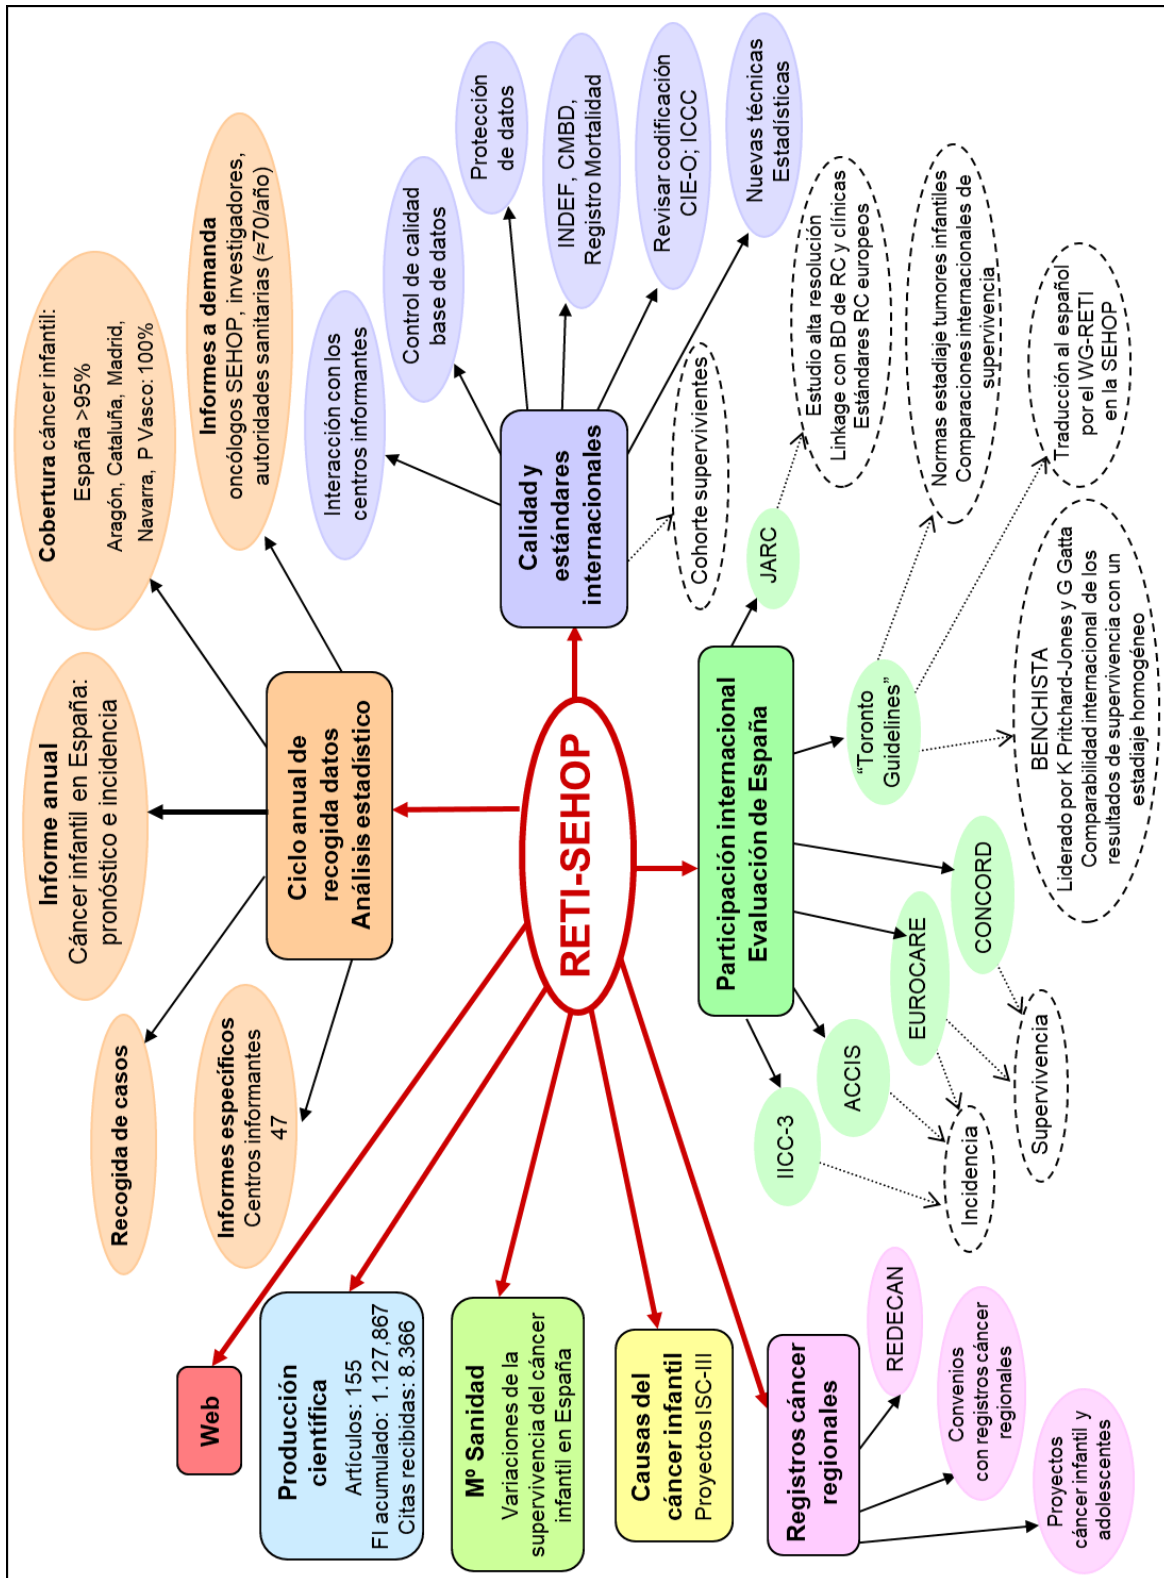 RETI-SEHOP
Web
Producción
científica
Artículos: 155
FI acumulado: 1.127,867
Citas recibidas: 8.366
Mº Sanidad
Variaciones de la
supervivencia del cáncer
infantil en España
Causas del
cáncer infantil
Proyectos ISC-III
Registros cáncer
regionales
REDECAN
Convenios
con registros cáncer
regionales
Proyectos
cáncer infantil y
adolescentes
Ciclo anual de
recogida datos
Análisis estadístico
Recogida de casos
Informes específicos
Centros informantes
47
Informe anual
Cáncer infantil en España:
pronóstico e incidencia
Cobertura cáncer infantil:
España >95%
Aragón, Cataluña, Madrid,
Navarra, P Vasco: 100%
Informes a demanda
oncólogos SEHOP, investigadores,
autoridades sanitarias (≈70/año)
Calidad y
estándares
internacionales
Interacción con los
centros informantes
Control de calidad
base de datos
Protección
de datos
INDEF, CMBD,
Registro Mortalidad
Revisar codificación
CIE-O; ICCC
Nuevas técnicas
Estadísticas
Cohorte supervivientes
Participación internacional
Evaluación de España
IICC-3
ACCIS
EUROCARE
CONCORD
Incidencia
Supervivencia
"Toronto
Guidelines"
JARC
Estudio alta resolución
Linkage con BD de RC y clínicas
Estándares RC europeos
Normas estadiaje tumores infantiles
Comparaciones internacionales de
supervivencia
Traducción al español
por el WG-RETI
en la SEHOP
BENCHISTA
Liderado por K Pritchard-Jones y G Gatta
Comparabilidad internacional de los
resultados de supervivencia con un
estadiaje homogéneo